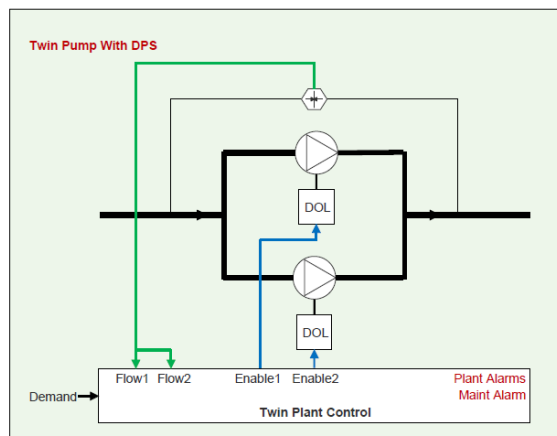 Twin Pump With DPS
DOL
DOL
Flow1 Flow2 Enable1 Enable2 Plant Alarms
Maint Alarm
Demand
Twin Plant Control